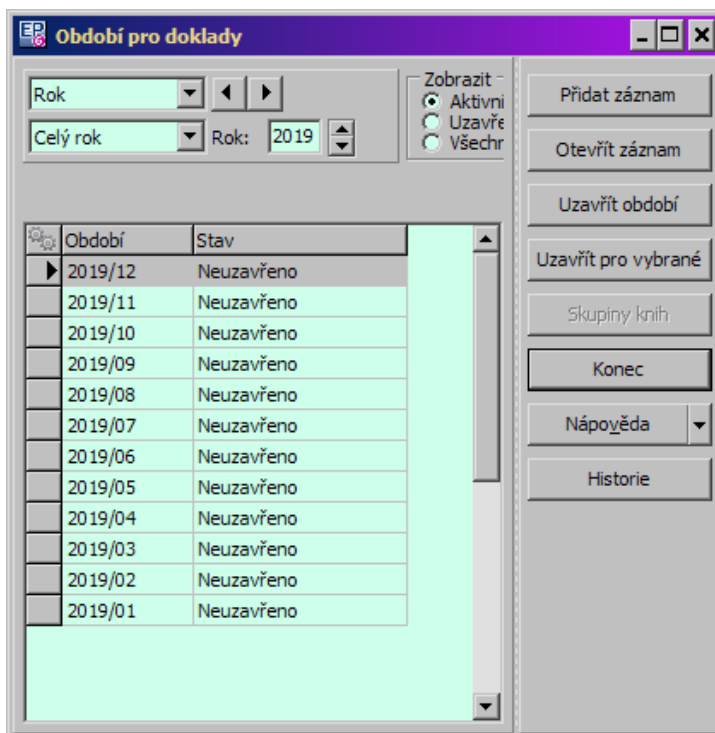 Období pro doklady
Rok
Celý rok
Rok: 2019
Zobrazit
Aktivní
Uzavře
Všechn
Období Stav
2019/12 Neuzavřeno
2019/11 Neuzavřeno
2019/10 Neuzavřeno
2019/09 Neuzavřeno
2019/08 Neuzavřeno
2019/07 Neuzavřeno
2019/06 Neuzavřeno
2019/05 Neuzavřeno
2019/04 Neuzavřeno
2019/03 Neuzavřeno
2019/02 Neuzavřeno
2019/01 Neuzavřeno
Přidat záznam
Otevřít záznam
Uzavřít období
Uzavřít pro vybrané
Skupiny knih
Konec
Nápověda
Historie